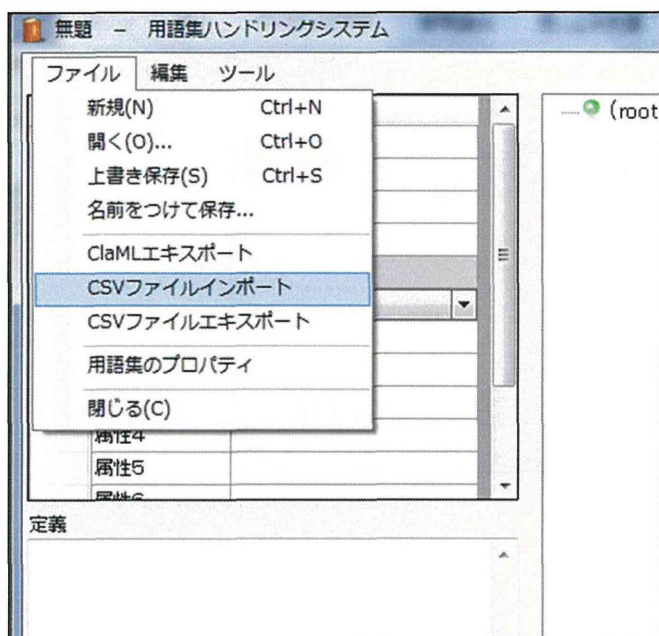 無題 － 用語集ハンドリングシステム
ファイル 編集 ツール
新規(N) Ctrl+N
開く(O)... Ctrl+O
上書き保存(S) Ctrl+S
名前をつけて保存...
ClaMLエキスポート
CSVファイルインポート
CSVファイルエキスポート
用語集のプロパティ
閉じる(C)
属性4
属性5
属性6
定義
(root